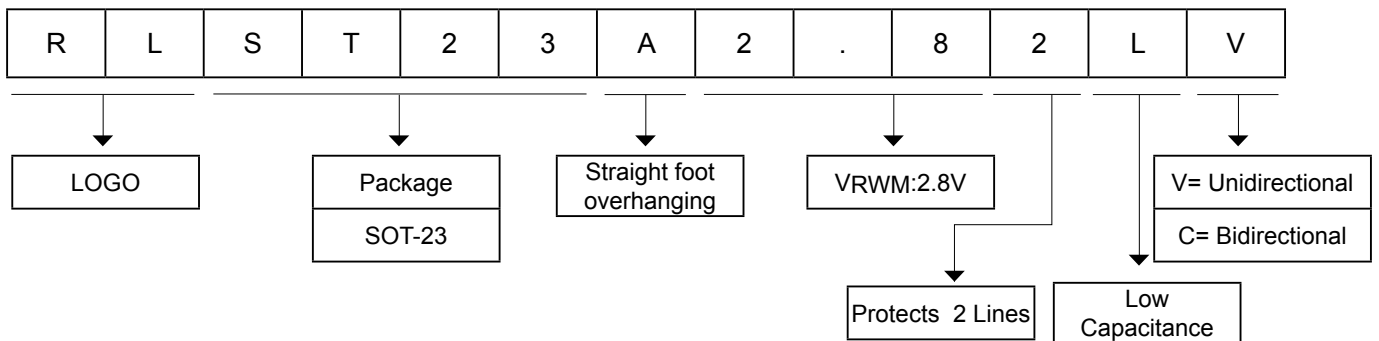 R L S T 2 3 A 2 . 8 2 L V
LOGO
Package
SOT-23
Straight foot
overhanging
VRWM:2.8V
V= Unidirectional
C= Bidirectional
Protects 2 Lines
Low
Capacitance